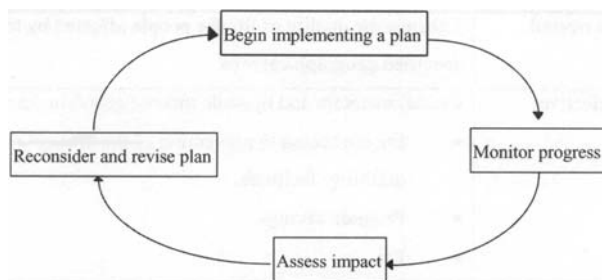 Begin implementing a plan
Monitor progress
Assess impact
Reconsider and revise plan